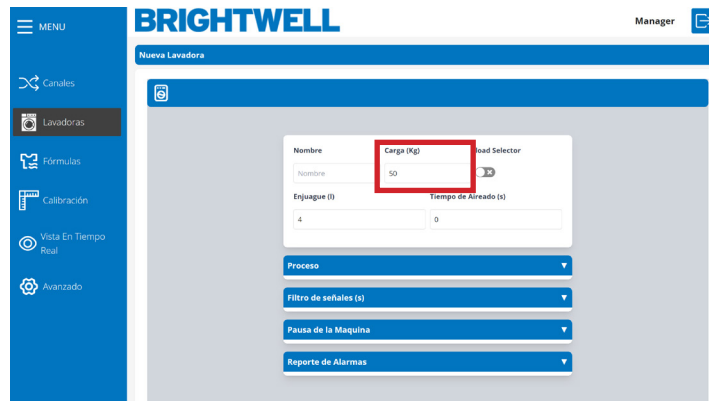 MENU
BRIGHTWELL
Manager
Nueva Lavadora
Canales
Lavadoras
Fórmulas
Calibración
Vista En Tiempo
Real
Avanzado
Nombre
Carga (Kg)
load Selector
Nombre
50
Enjuague (l)
Tiempo de Aireado (s)
4
0
Proceso
Filtro de señales (s)
Pausa de la Maquina
Reporte de Alarmas